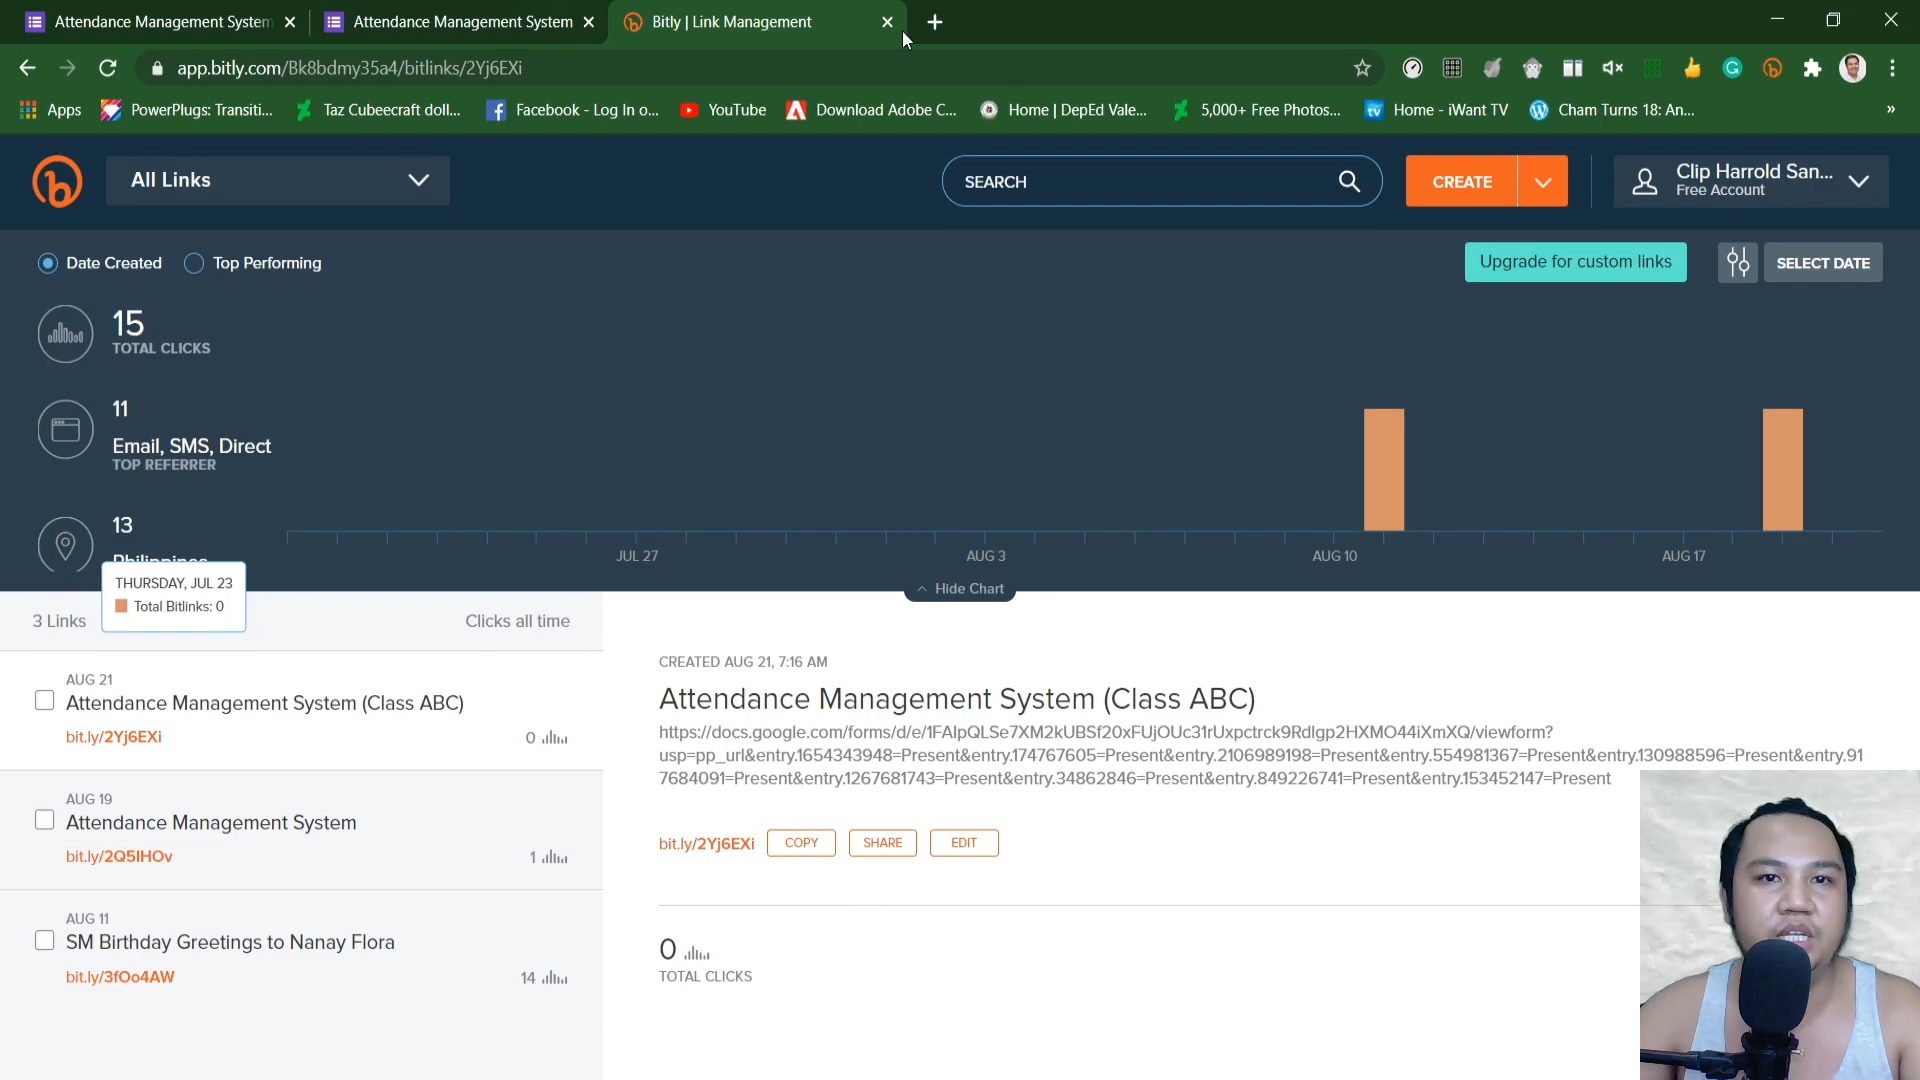 Attendance Management System
Attendance Management System
Bitly | Link Management
app.bitly.com/Bk8bdmy35a4/bitlinks/2Yj6EXi
Apps
PowerPlugs: Transiti...
Taz Cubeecraft doll...
Facebook - Log In o...
YouTube
Download Adobe C...
Home | DepEd Vale...
5,000+ Free Photos...
Home - iWant TV
Cham Turns 18: An...
All Links
SEARCH
CREATE
Clip Harrold San...
Free Account
Date Created
Top Performing
Upgrade for custom links
SELECT DATE
15
TOTAL CLICKS
11
Email, SMS, Direct
TOP REFERRER
13
Philippines
JUL 27
AUG 3
AUG 10
AUG 17
Hide Chart
THURSDAY, JUL 23
Total Bitlinks: 0
3 Links
Clicks all time
AUG 21
Attendance Management System (Class ABC)
bit.ly/2Yj6EXi
0
AUG 19
Attendance Management System
bit.ly/2Q5IHOv
1
AUG 11
SM Birthday Greetings to Nanay Flora
bit.ly/3fOo4AW
14
CREATED AUG 21, 7:16 AM
Attendance Management System (Class ABC)
https://docs.google.com/forms/d/e/1FAIpQLSe7XM2kUBSf20xFUjOUc31rUxpctrck9Rdlgp2HXMO44iXmXQ/viewform?
usp=pp_url&entry.1654343948=Present&entry.174767605=Present&entry.2106989198=Present&entry.554981367=Present&entry.130988596=Present&entry.91
7684091=Present&entry.1267681743=Present&entry.34862846=Present&entry.849226741=Present&entry.153452147=Present
bit.ly/2Yj6EXi
COPY
SHARE
EDIT
0
TOTAL CLICKS